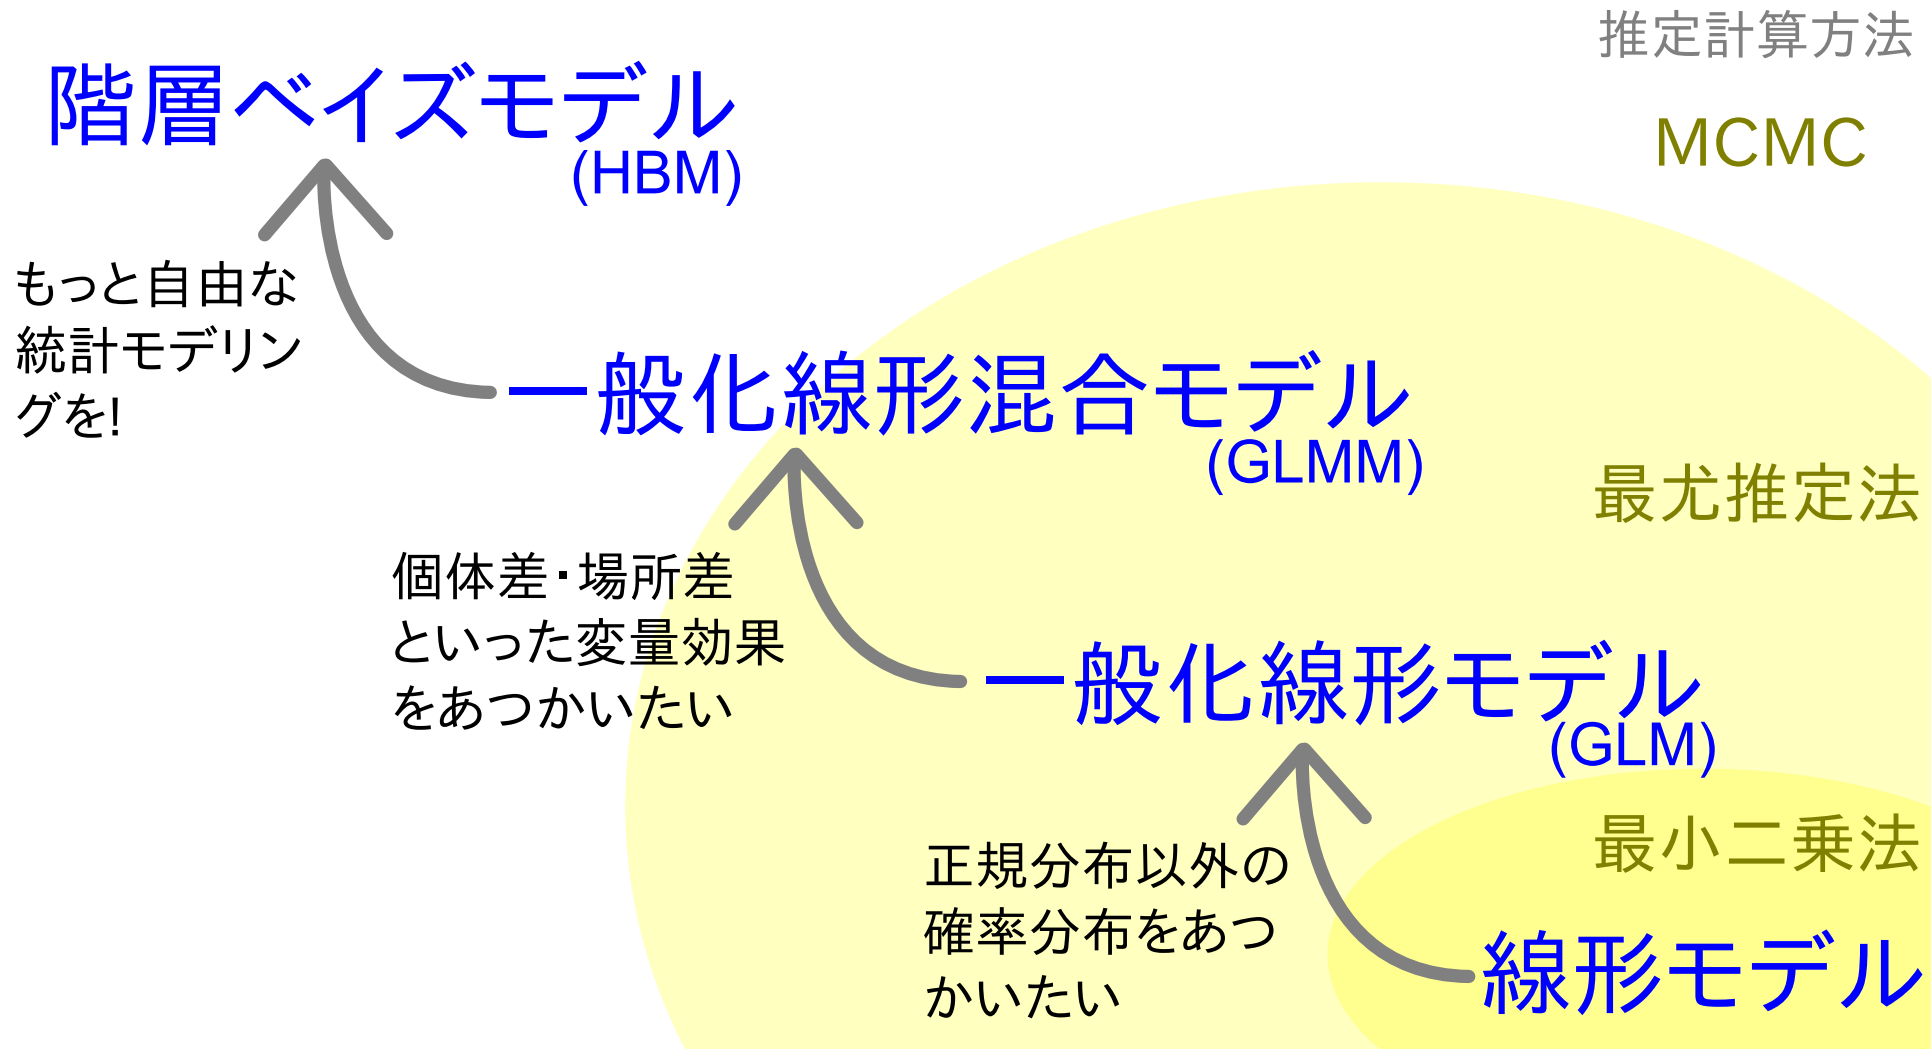 推定計算方法
階層ベイズモデル
(HBM)
MCMC
もっと自由な
統計モデリン
グを!
一般化線形混合モデル
(GLMM)
最尤推定法
個体差・場所差
といった変量効果
をあつかいたい
一般化線形モデル
(GLM)
最小二乗法
正規分布以外の
確率分布をあつ
かいたい
線形モデル